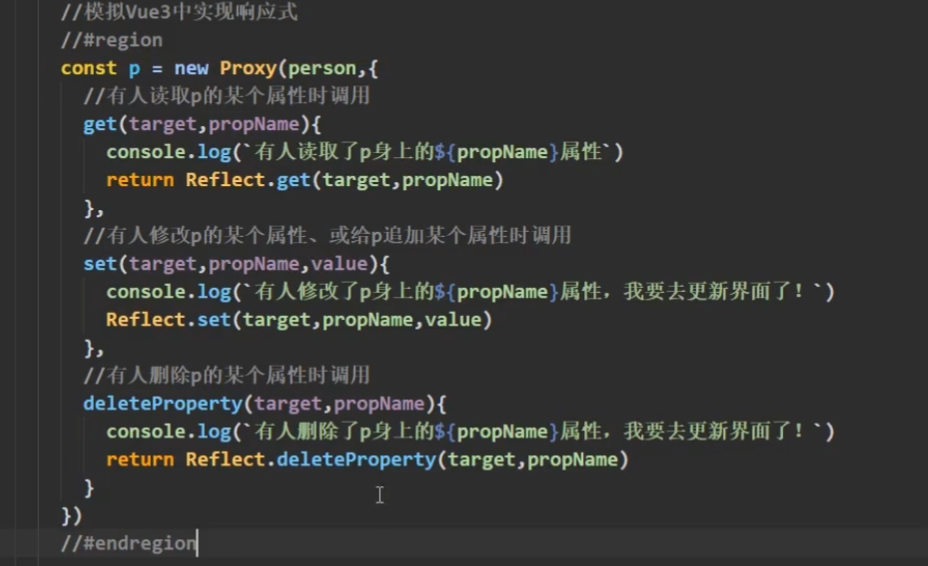 //模拟Vue3中实现响应式
//#region
const p = new Proxy(person,{
//有人读取p的某个属性时调用
get(target,propName){
console.log(`有人读取了p身上的${propName}属性`)
return Reflect.get(target,propName)
},
//有人修改p的某个属性、或给p追加某个属性时调用
set(target,propName,value){
console.log(`有人修改了p身上的${propName}属性，我要去更新界面了！`)
Reflect.set(target,propName,value)
},
//有人删除p的某个属性时调用
deleteProperty(target,propName){
console.log(`有人删除了p身上的${propName}属性，我要去更新界面了！`)
return Reflect.deleteProperty(target,propName)
}
})
//#endregion